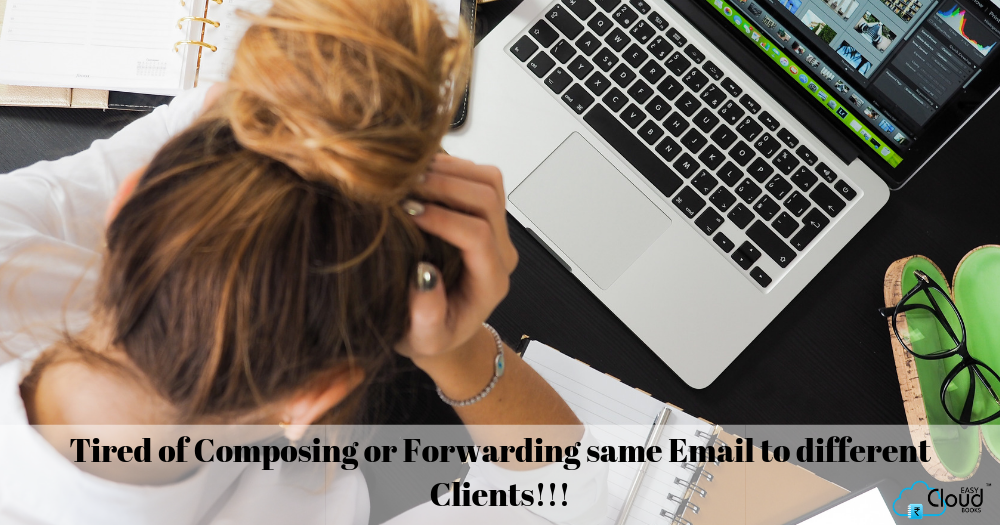 Tired of Composing or Forwarding same Email to different
Clients!!!
EASY
Cloud
BOOKS